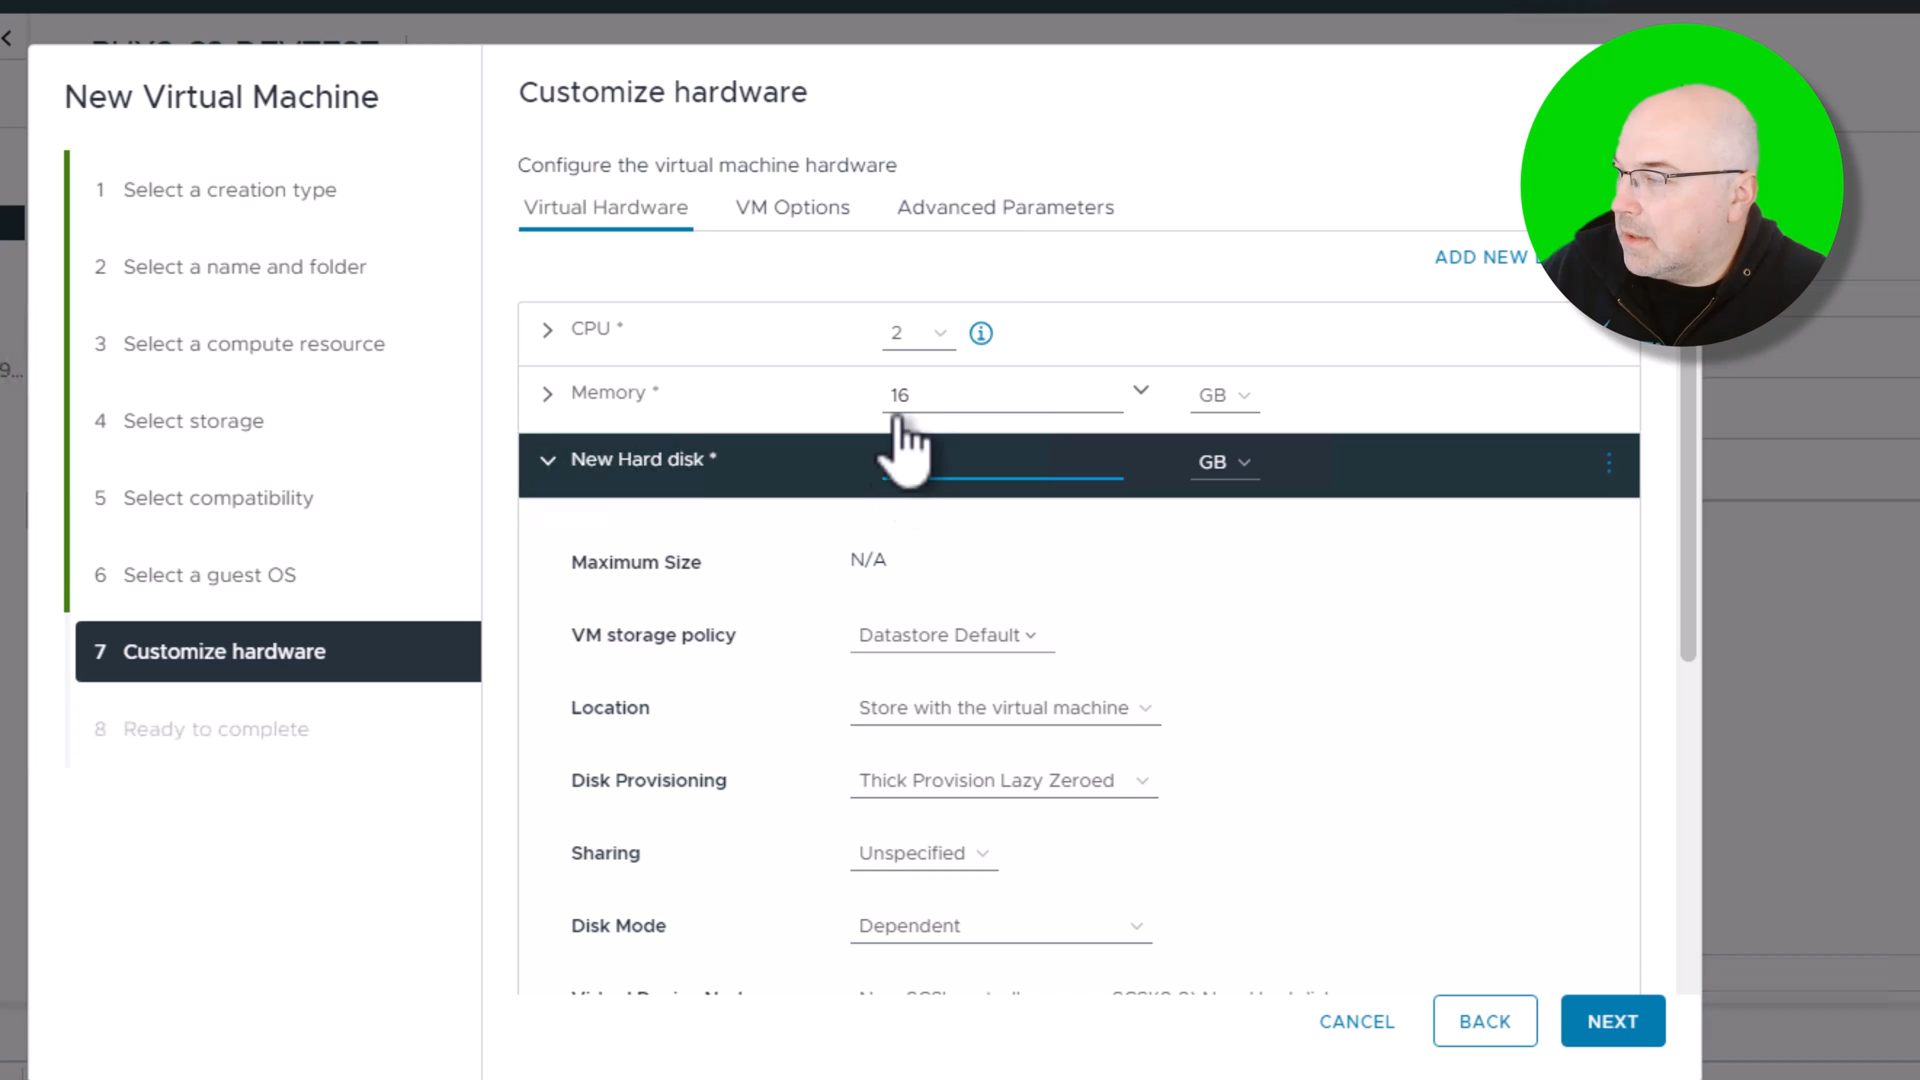 New Virtual Machine
1 Select a creation type
2 Select a name and folder
3 Select a compute resource
4 Select storage
5 Select compatibility
6 Select a guest OS
7 Customize hardware
8 Ready to complete
Customize hardware
Configure the virtual machine hardware
Virtual Hardware VM Options Advanced Parameters
ADD NEW
CPU * 2
Memory * 16 GB
New Hard disk * GB
Maximum Size N/A
VM storage policy Datastore Default
Location Store with the virtual machine
Disk Provisioning Thick Provision Lazy Zeroed
Sharing Unspecified
Disk Mode Dependent
CANCEL BACK NEXT
9...